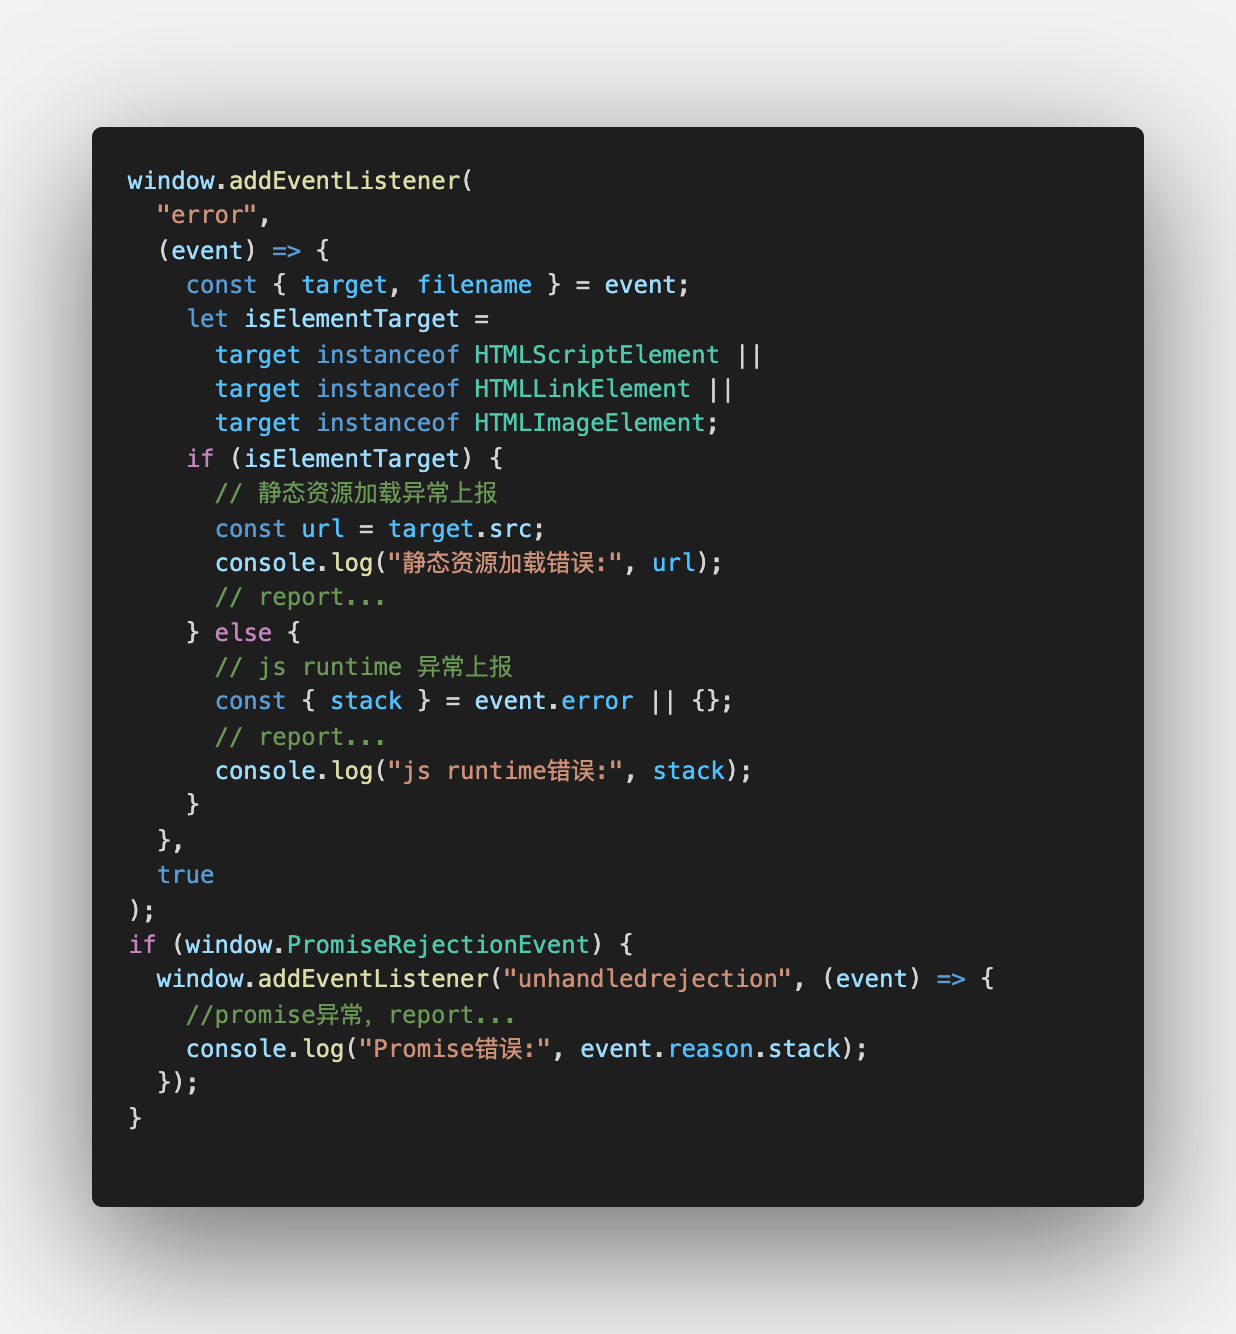 window.addEventListener(
  "error",
  (event) => {
    const { target, filename } = event;
    let isElementTarget =
      target instanceof HTMLScriptElement ||
      target instanceof HTMLLinkElement ||
      target instanceof HTMLImageElement;
    if (isElementTarget) {
      // 静态资源加载异常上报
      const url = target.src;
      console.log("静态资源加载错误:", url);
      // report...
    } else {
      // js runtime 异常上报
      const { stack } = event.error || {};
      // report...
      console.log("js runtime错误:", stack);
    }
  },
  true
);
if (window.PromiseRejectionEvent) {
  window.addEventListener("unhandledrejection", (event) => {
    //promise异常，report...
    console.log("Promise错误:", event.reason.stack);
  });
}